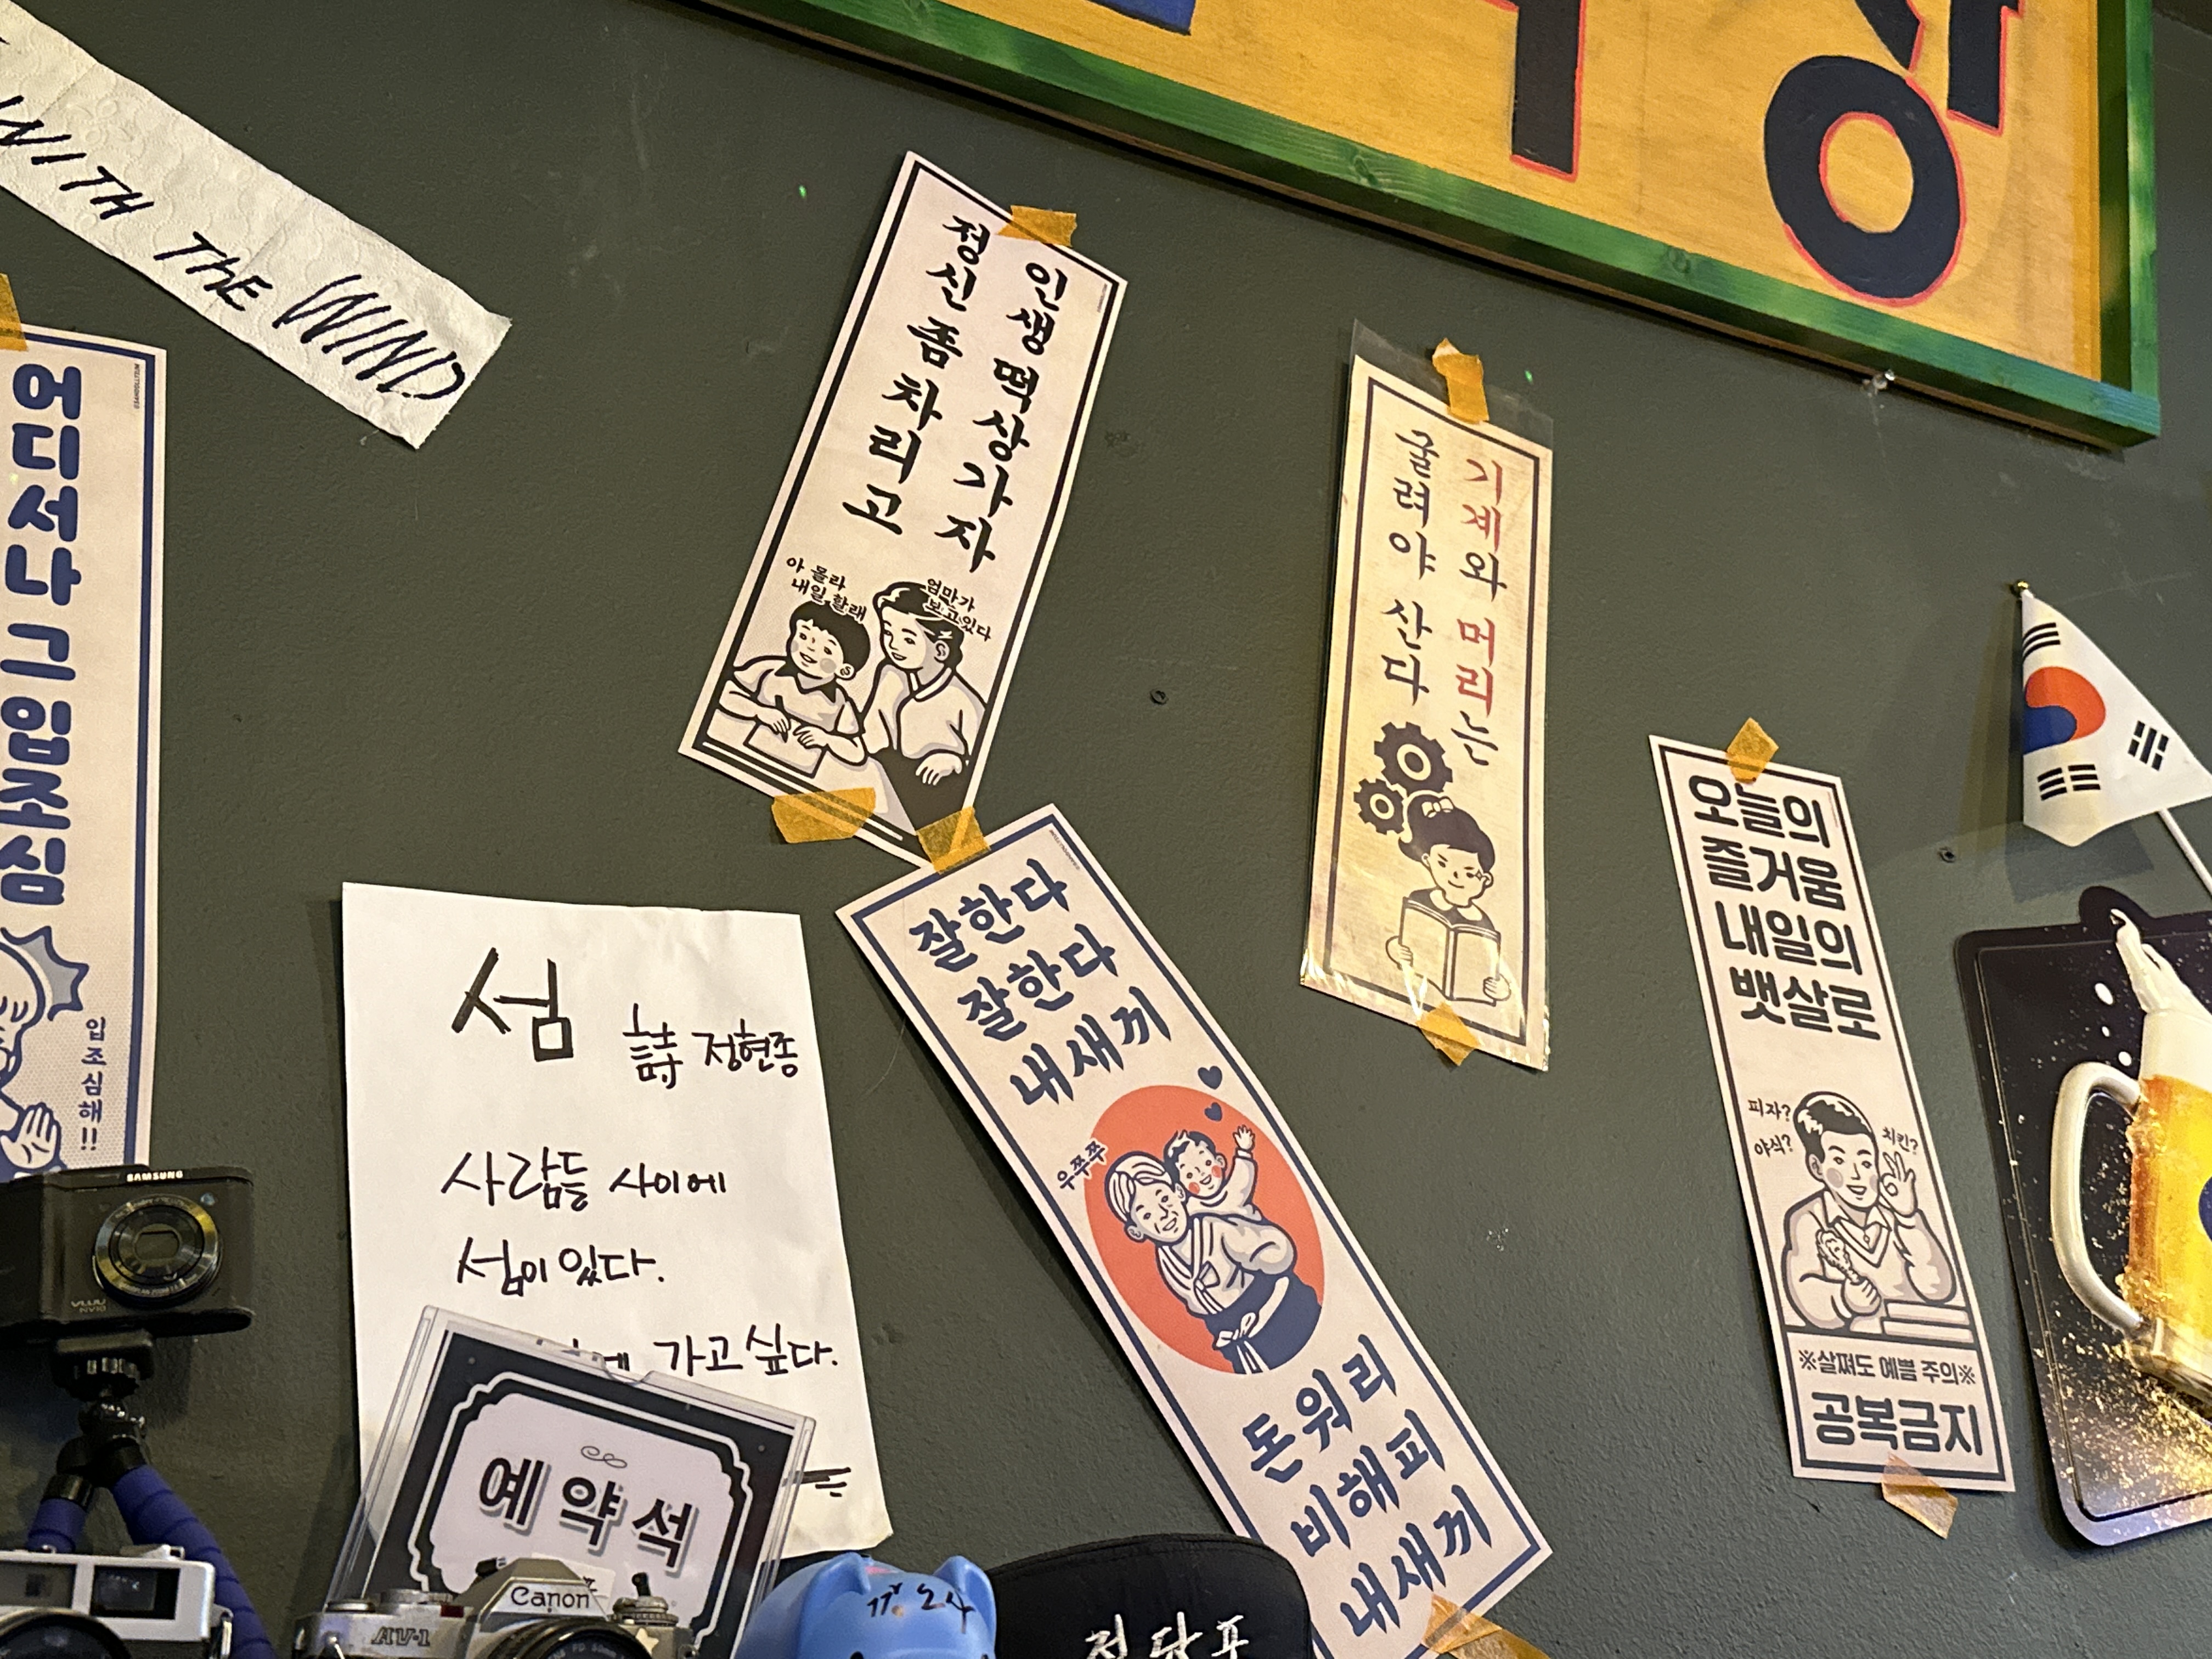 WITH THE WIND
어디서나 그 입조심
입조심해!!
정신 좀 차리고
인생 떡상가자
아 몰라
내일 할래
엄마가
보고있다
기계와 머리는
굴려야 산다
오늘의
즐거움
내일의
뱃살로
피자?
야식?
치킨?
※살쪄도 예쁨 주의※
공복금지
잘한다
잘한다
내새끼
우쭈쭈
돈워리
비해피
내새끼
섬
詩 정현종
사람들 사이에
섬이 있다.
가고 싶다.
예약석
SAMSUNG
VLUU
NV10
Canon
AV-1